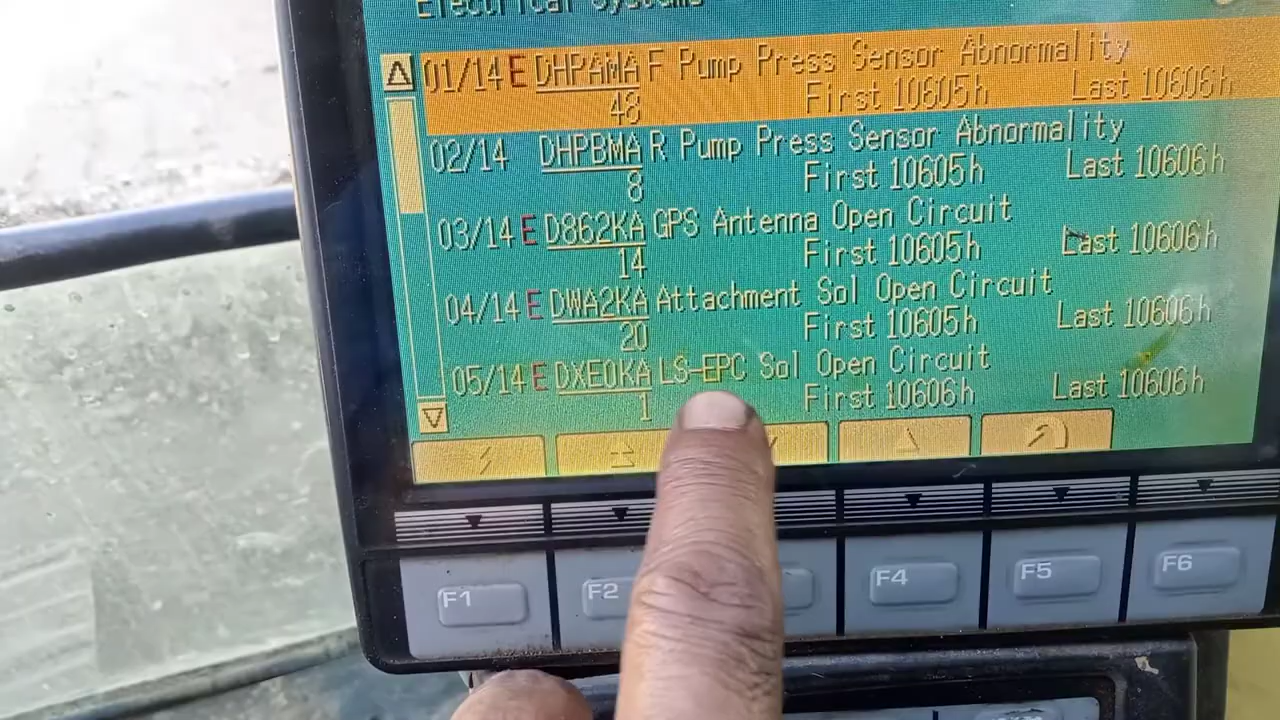 Electrical Systems
01/14 E DHPAMA F Pump Press Sensor Abnormality
48 First 10605h Last 10606h
02/14 DHPBMA R Pump Press Sensor Abnormality
8 First 10605h Last 10606h
03/14 E D862KA GPS Antenna Open Circuit
14 First 10605h Last 10606h
04/14 E DWA2KA Attachment Sol Open Circuit
20 First 10605h Last 10606h
05/14 E DXE0KA LS-EPC Sol Open Circuit
1 First 10606h Last 10606h
F1 F2 F4 F5 F6